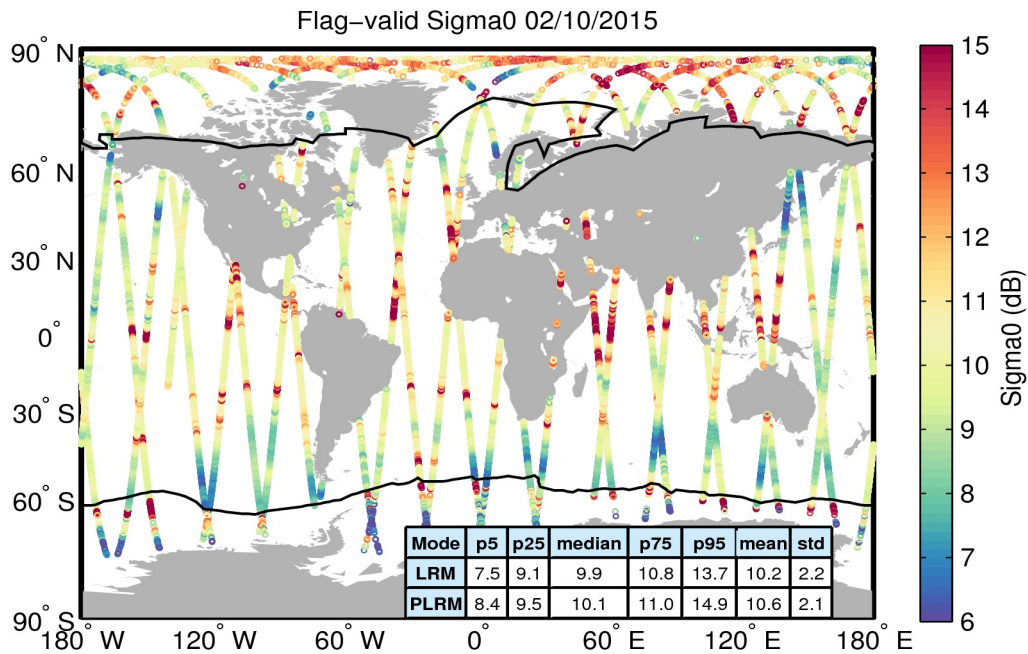 Flag−valid Sigma0 02/10/2015
90° N
60° N
30° N
0°
30° S
60° S
90° S
180° W
120° W
60° W
0°
60° E
120° E
180° E
Mode p5 p25 median p75 p95 mean std
LRM 7.5 9.1 9.9 10.8 13.7 10.2 2.2
PLRM 8.4 9.5 10.1 11.0 14.9 10.6 2.1
15
14
13
12
11
10
9
8
7
6
Sigma0 (dB)